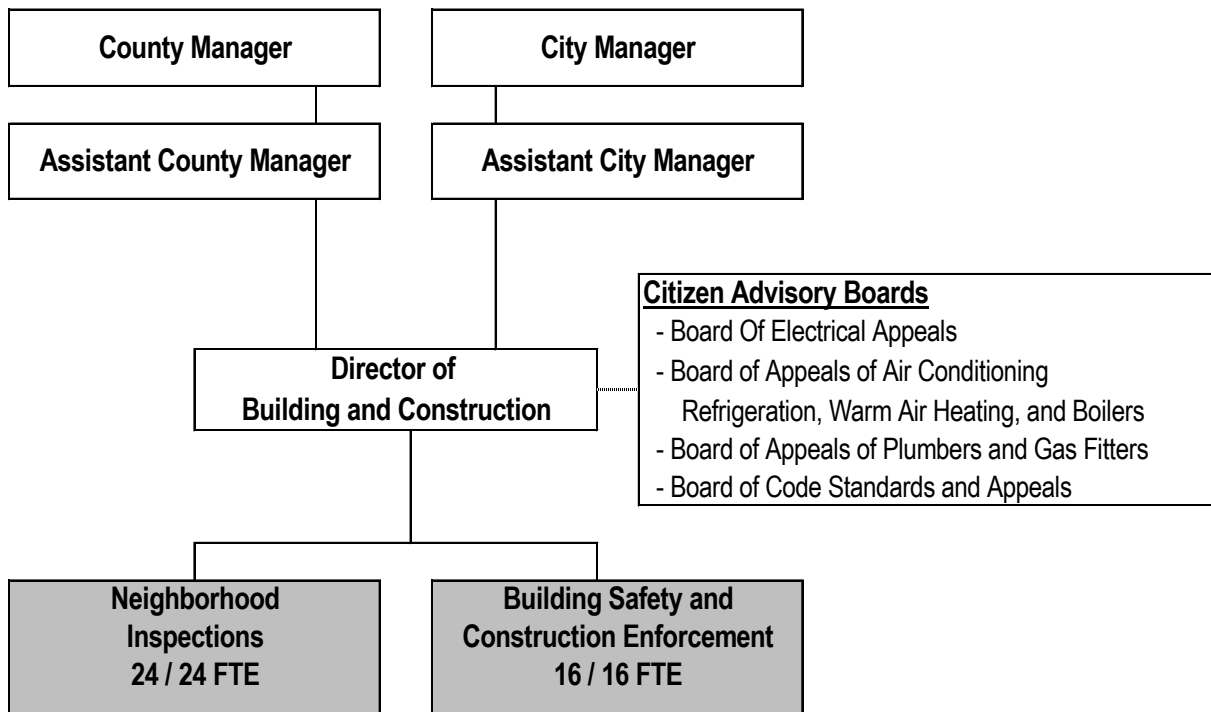 County Manager
City Manager
Assistant County Manager
Assistant City Manager
Citizen Advisory Boards
- Board Of Electrical Appeals
- Board of Appeals of Air Conditioning
Refrigeration, Warm Air Heating, and Boilers
- Board of Appeals of Plumbers and Gas Fitters
- Board of Code Standards and Appeals
Director of
Building and Construction
Neighborhood
Inspections
24 / 24 FTE
Building Safety and
Construction Enforcement
16 / 16 FTE